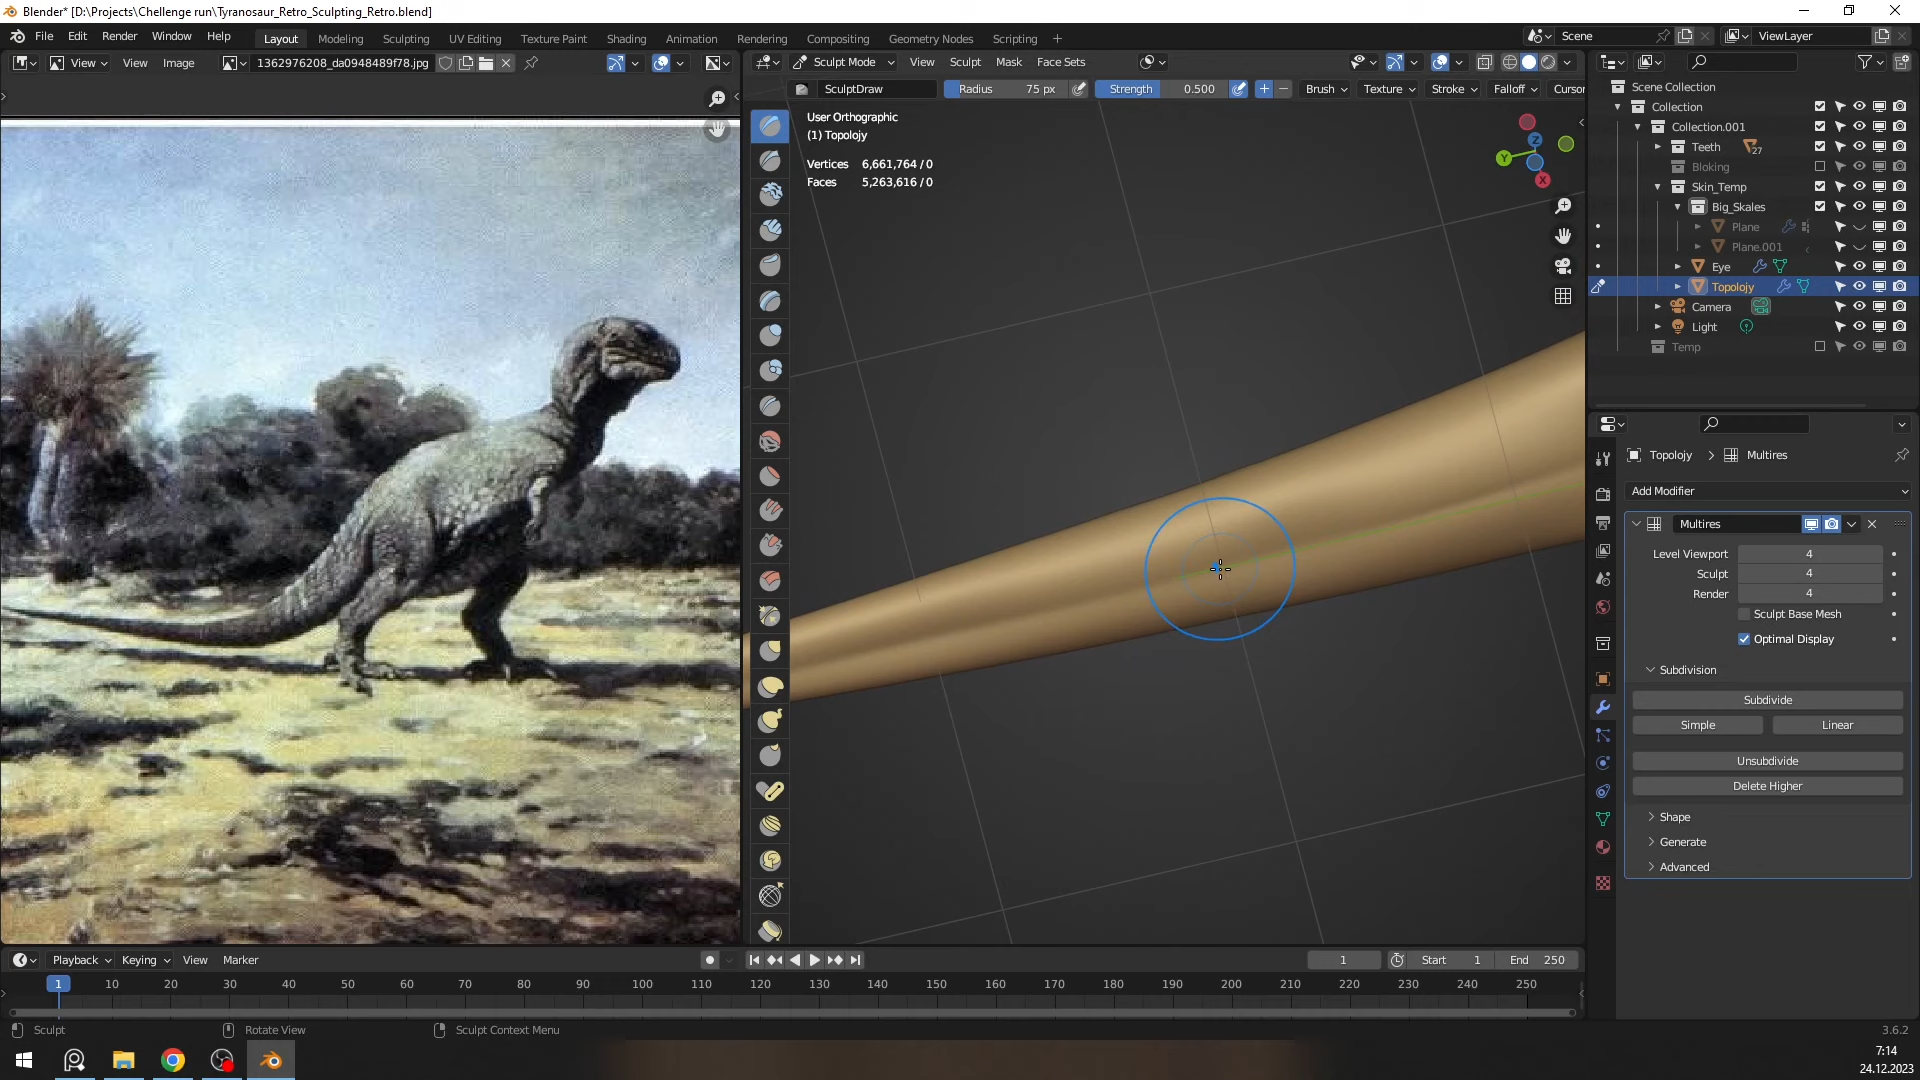 Blender* [D:\Projects\Chellenge run\Tyranosaur_Retro_Sculpting_Retro.blend]
File Edit Render Window Help
Layout Modeling Sculpting UV Editing Texture Paint Shading Animation Rendering Compositing Geometry Nodes Scripting +
Scene
ViewLayer
View View Image 1362976208_da0948489f78.jpg
Sculpt Mode View Sculpt Mask Face Sets
SculptDraw Radius 75 px Strength 0.500 Brush Texture Stroke Falloff Cursor
User Orthographic
(1) Topolojy
Vertices 6,661,764 / 0
Faces 5,263,616 / 0
Z
Y
X
Scene Collection
Collection
Collection.001
Teeth 27
Bloking
Skin_Temp
Big_Skales
Plane
Plane.001
Eye
Topolojy
Camera
Light
Temp
Topolojy > Multires
Add Modifier
Multires
Level Viewport 4
Sculpt 4
Render 4
Sculpt Base Mesh
Optimal Display
Subdivision
Subdivide
Simple Linear
Unsubdivide
Delete Higher
Shape
Generate
Advanced
Playback Keying View Marker
1 Start 1 End 250
1 10 20 30 40 50 60 70 80 90 100 110 120 130 140 150 160 170 180 190 200 210 220 230 240 250
Sculpt Rotate View Sculpt Context Menu
3.6.2
7:14
24.12.2023